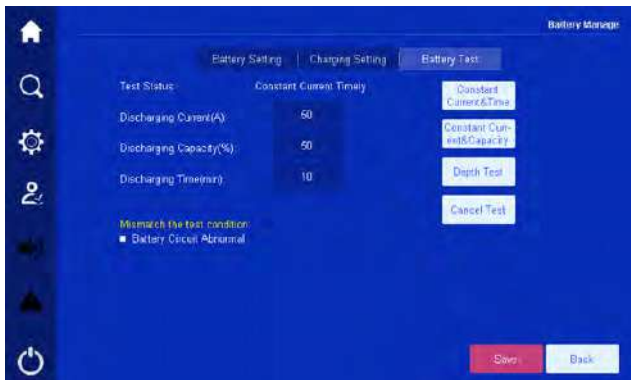 Battery Manage
Battery Setting | Charging Setting | Battery Test
Test Status: Constant Current Timely
Discharging Current(A): 60
Discharging Capacity(%): 50
Discharging Time(min): 10
Mismatch the test condition:
Battery Circuit Abnormal
Constant
Current&Time
Constant Curr-
ent&Capacity
Depth Test
Cancel Test
Save
Back